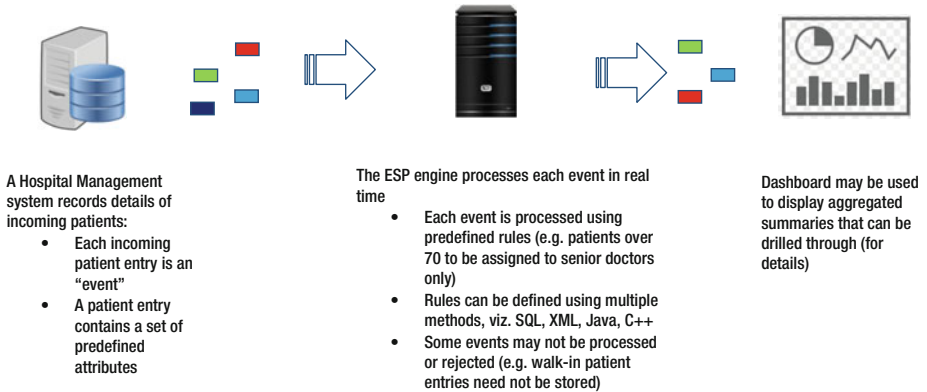 A Hospital Management
system records details of
incoming patients:
• Each incoming
patient entry is an
“event”
• A patient entry
contains a set of
predefined
attributes
The ESP engine processes each event in real
time
• Each event is processed using
predefined rules (e.g. patients over
70 to be assigned to senior doctors
only)
• Rules can be defined using multiple
methods, viz. SQL, XML, Java, C++
• Some events may not be processed
or rejected (e.g. walk-in patient
entries need not be stored)
Dashboard may be used
to display aggregated
summaries that can be
drilled through (for
details)